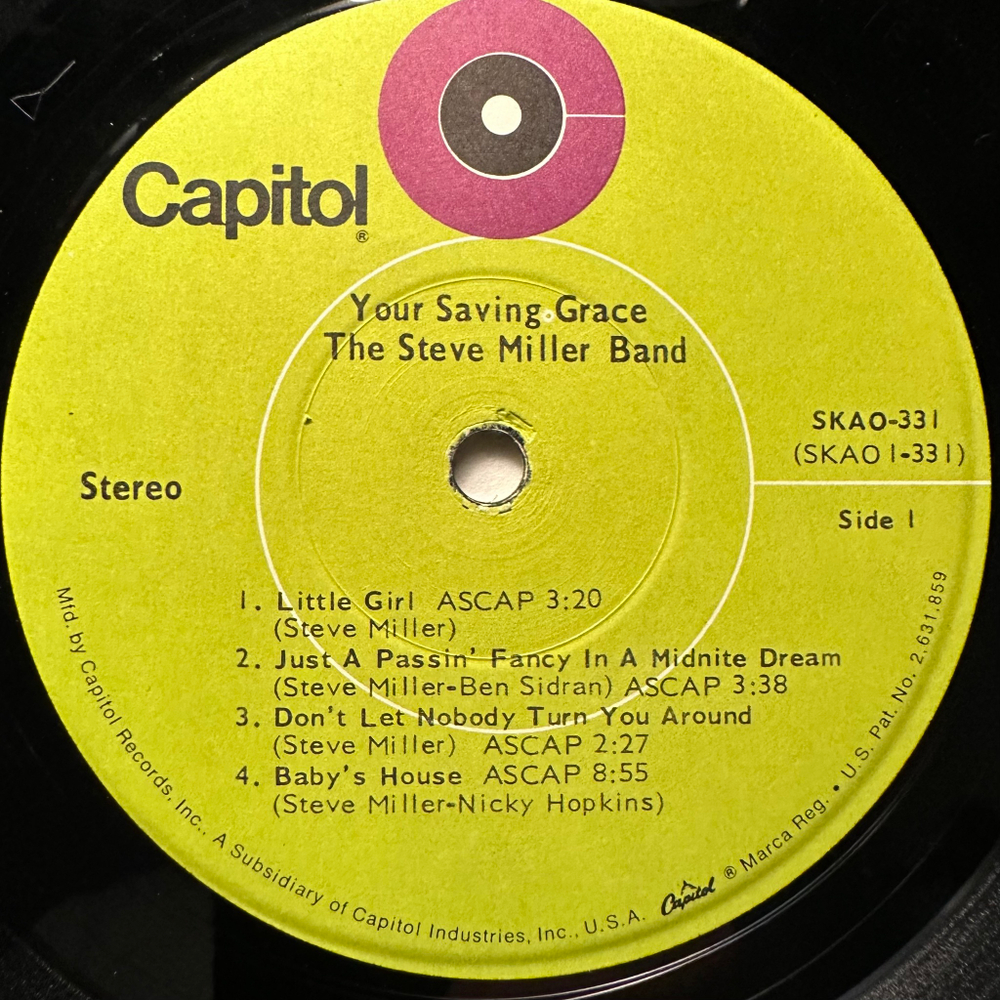 Capitol®
Your Saving Grace
The Steve Miller Band
SKAO-331
(SKAO 1-331)
Stereo
Side 1
1. Little Girl ASCAP 3:20
(Steve Miller)
2. Just A Passin' Fancy In A Midnite Dream
(Steve Miller-Ben Sidran) ASCAP 3:38
3. Don't Let Nobody Turn You Around
(Steve Miller) ASCAP 2:27
4. Baby's House ASCAP 8:55
(Steve Miller-Nicky Hopkins)
Mfd. by Capitol Records, Inc., A Subsidiary of Capitol Industries, Inc., U.S.A. Capitol ® Marca Reg. • U.S. Pat. No. 2.631.859